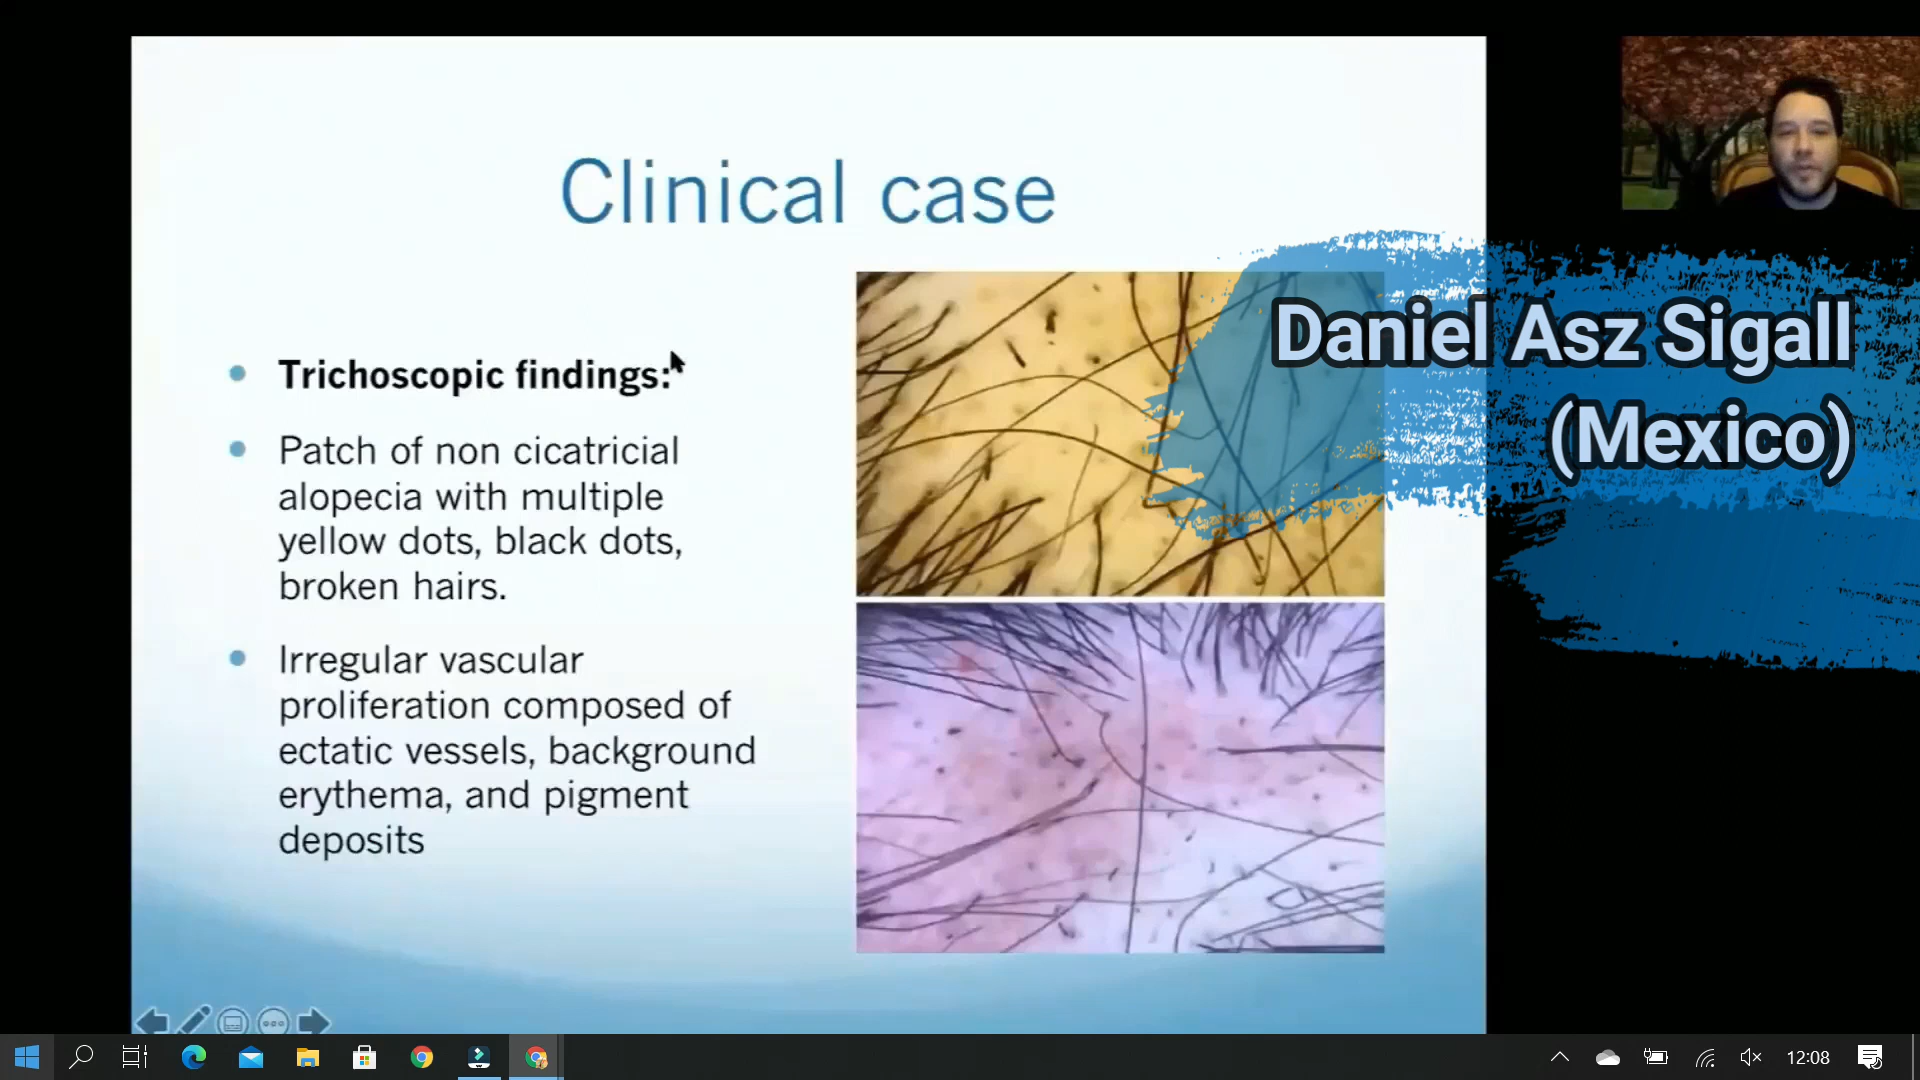 Clinical case
Trichoscopic findings:
Patch of non cicatricial
alopecia with multiple
yellow dots, black dots,
broken hairs.
Irregular vascular
proliferation composed of
ectatic vessels, background
erythema, and pigment
deposits
Daniel Asz Sigall
(Mexico)
12:08